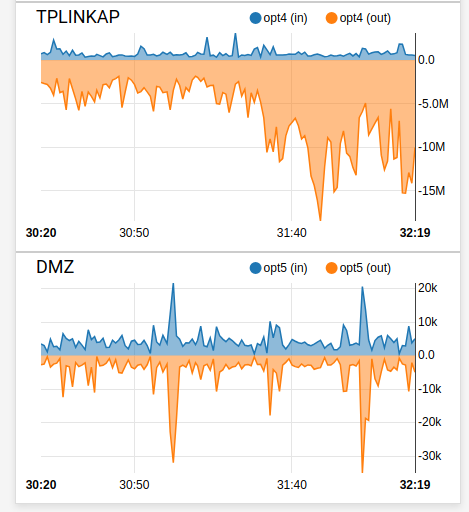 TPLINKAP
opt4 (in) opt4 (out)
0.0
-5.0M
-10M
-15M
30:20 30:50 31:40 32:19
DMZ
opt5 (in) opt5 (out)
20k
10k
0.0
-10k
-20k
-30k
30:20 30:50 31:40 32:19